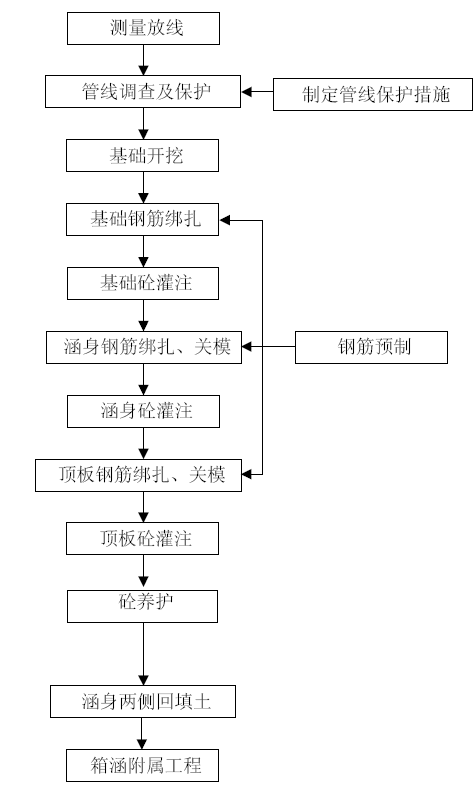 测量放线
管线调查及保护
制定管线保护措施
基础开挖
基础钢筋绑扎
基础砼灌注
涵身钢筋绑扎、关模
钢筋预制
涵身砼灌注
顶板钢筋绑扎、关模
顶板砼灌注
砼养护
涵身两侧回填土
箱涵附属工程